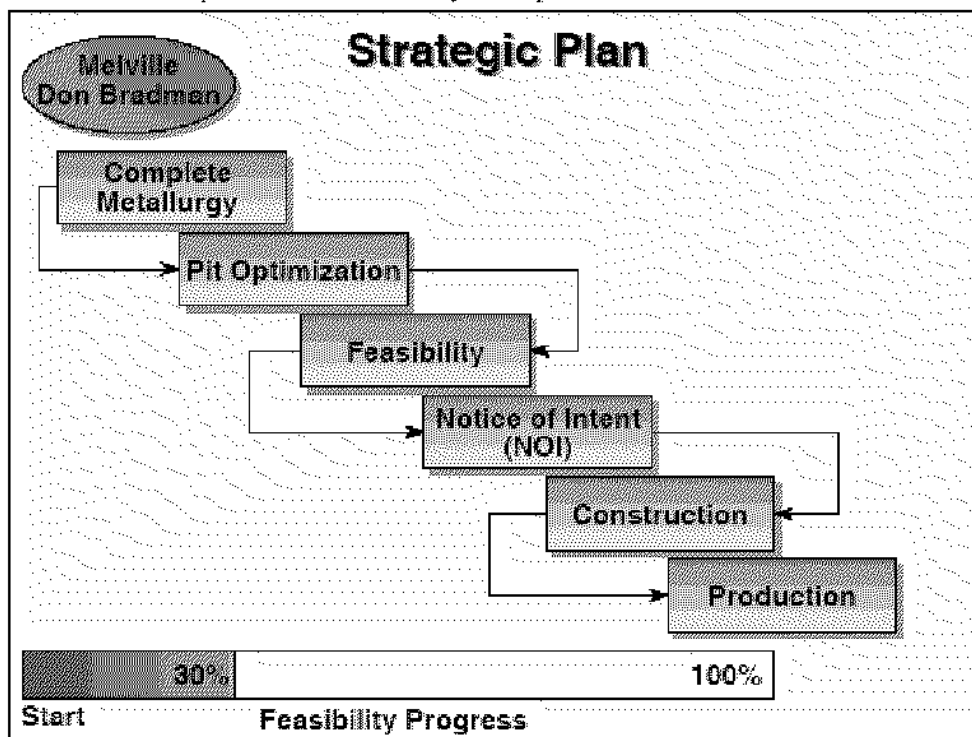 Strategic Plan
Melville
Don Bradman
Complete
Metallurgy
Pit Optimization
Feasibility
Notice of Intent
(NOI)
Construction
Production
30%
100%
Start
Feasibility Progress